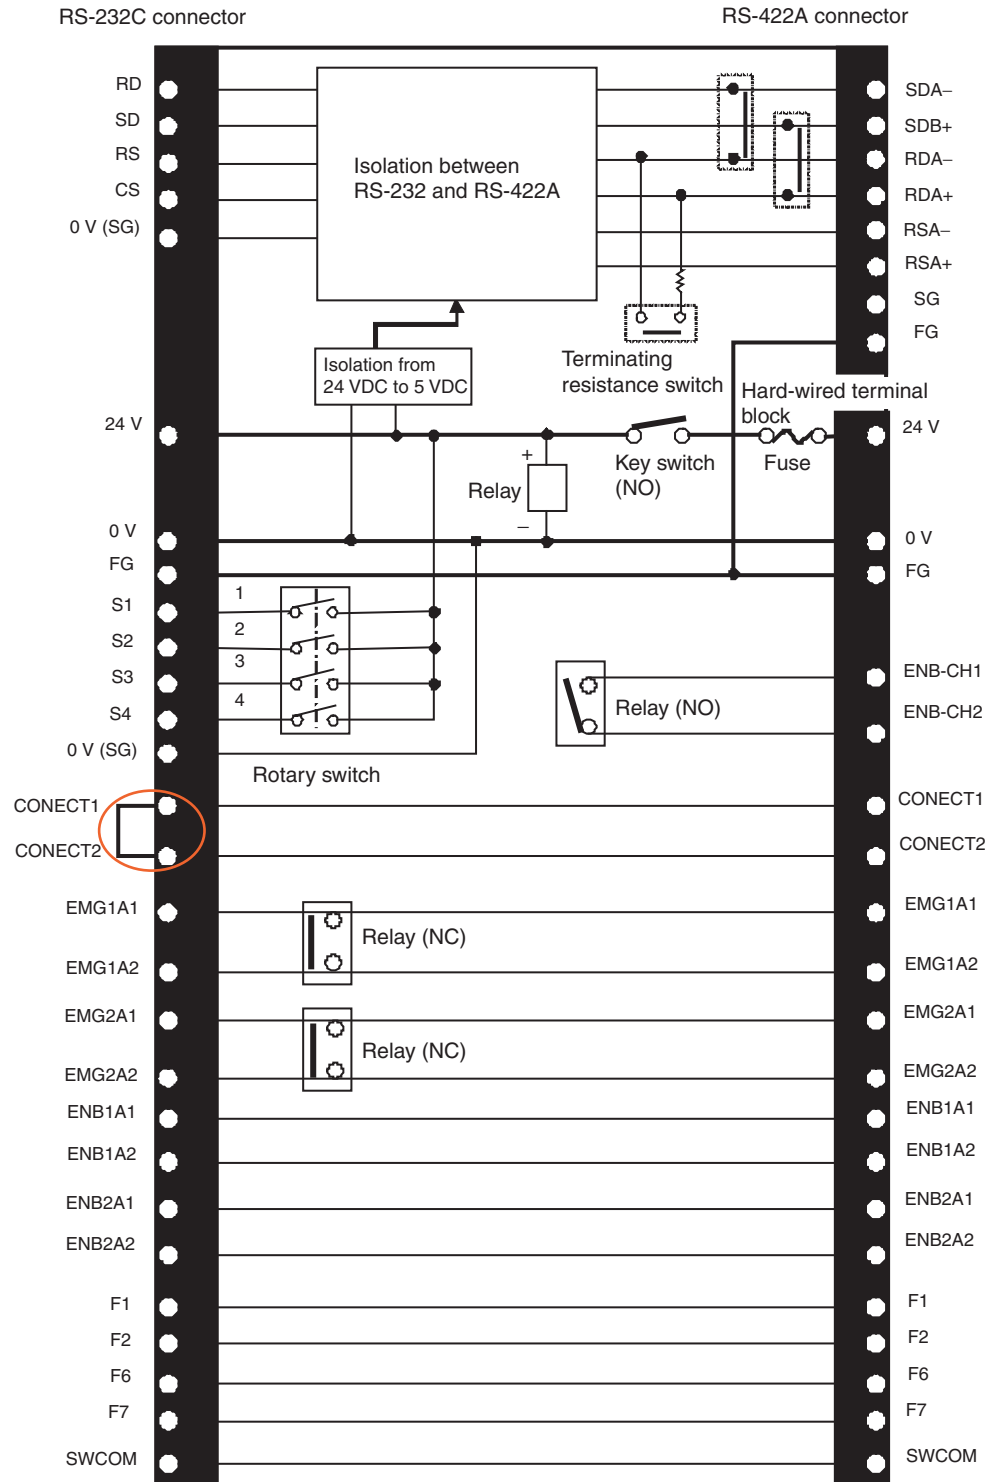 RS-232C connector
RS-422A connector
RD
SD
RS
CS
0 V (SG)
Isolation between
RS-232 and RS-422A
SDA−
SDB+
RDA−
RDA+
RSA−
RSA+
SG
FG
Isolation from
24 VDC to 5 VDC
Terminating
resistance switch
Hard-wired terminal
block
24 V
24 V
+
Relay
−
Key switch
(NO)
Fuse
0 V
0 V
FG
FG
S1
1
S2
2
S3
3
S4
4
0 V (SG)
Rotary switch
Relay (NO)
ENB-CH1
ENB-CH2
CONECT1
CONECT1
CONECT2
CONECT2
EMG1A1
EMG1A1
Relay (NC)
EMG1A2
EMG1A2
EMG2A1
EMG2A1
Relay (NC)
EMG2A2
EMG2A2
ENB1A1
ENB1A1
ENB1A2
ENB1A2
ENB2A1
ENB2A1
ENB2A2
ENB2A2
F1
F1
F2
F2
F6
F6
F7
F7
SWCOM
SWCOM